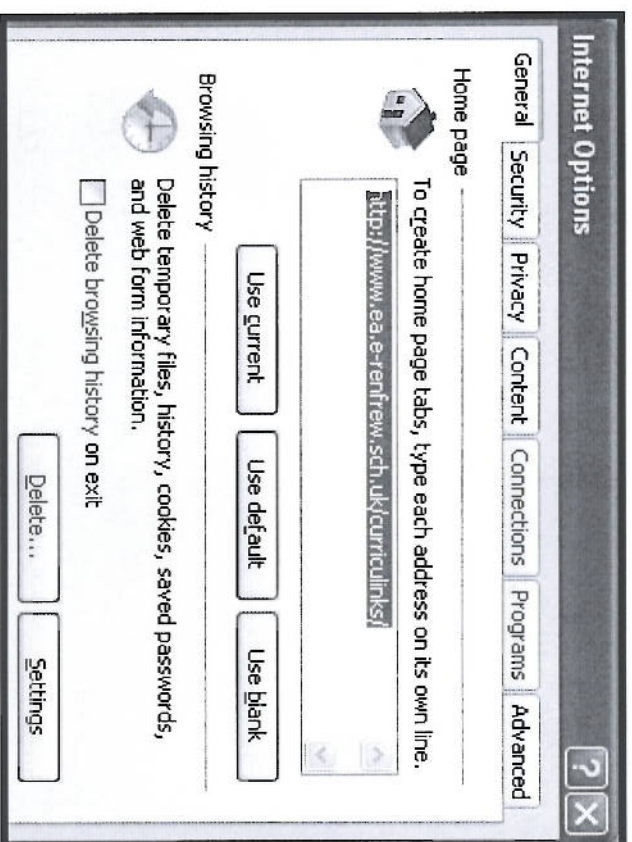 Internet Options
? X
General Security Privacy Content Connections Programs Advanced
Home page
To create home page tabs, type each address on its own line.
http://www.ea.e-renfrew.sch.uk/curriculinks/
Use current Use default Use blank
Browsing history
Delete temporary files, history, cookies, saved passwords,
and web form information.
Delete browsing history on exit
Delete... Settings